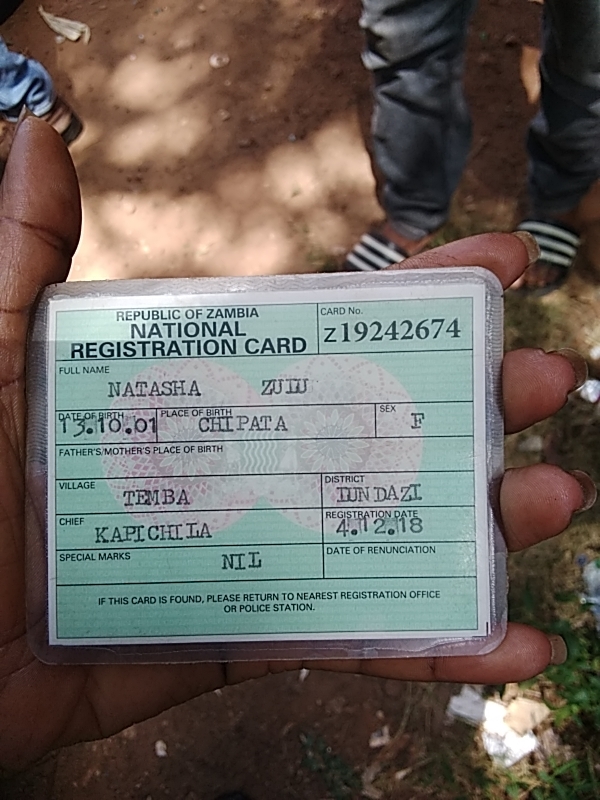 REPUBLIC OF ZAMBIA
NATIONAL
REGISTRATION CARD
CARD No.
Z19242674
FULL NAME
NATASHA ZULU
DATE OF BIRTH
13.10.01
PLACE OF BIRTH
CHIPATA
SEX
F
FATHER'S/MOTHER'S PLACE OF BIRTH
VILLAGE
TEMBA
DISTRICT
LUNDAZI
CHIEF
KAPICHILA
REGISTRATION DATE
4.12.18
SPECIAL MARKS
NIL
DATE OF RENUNCIATION
IF THIS CARD IS FOUND, PLEASE RETURN TO NEAREST REGISTRATION OFFICE
OR POLICE STATION.